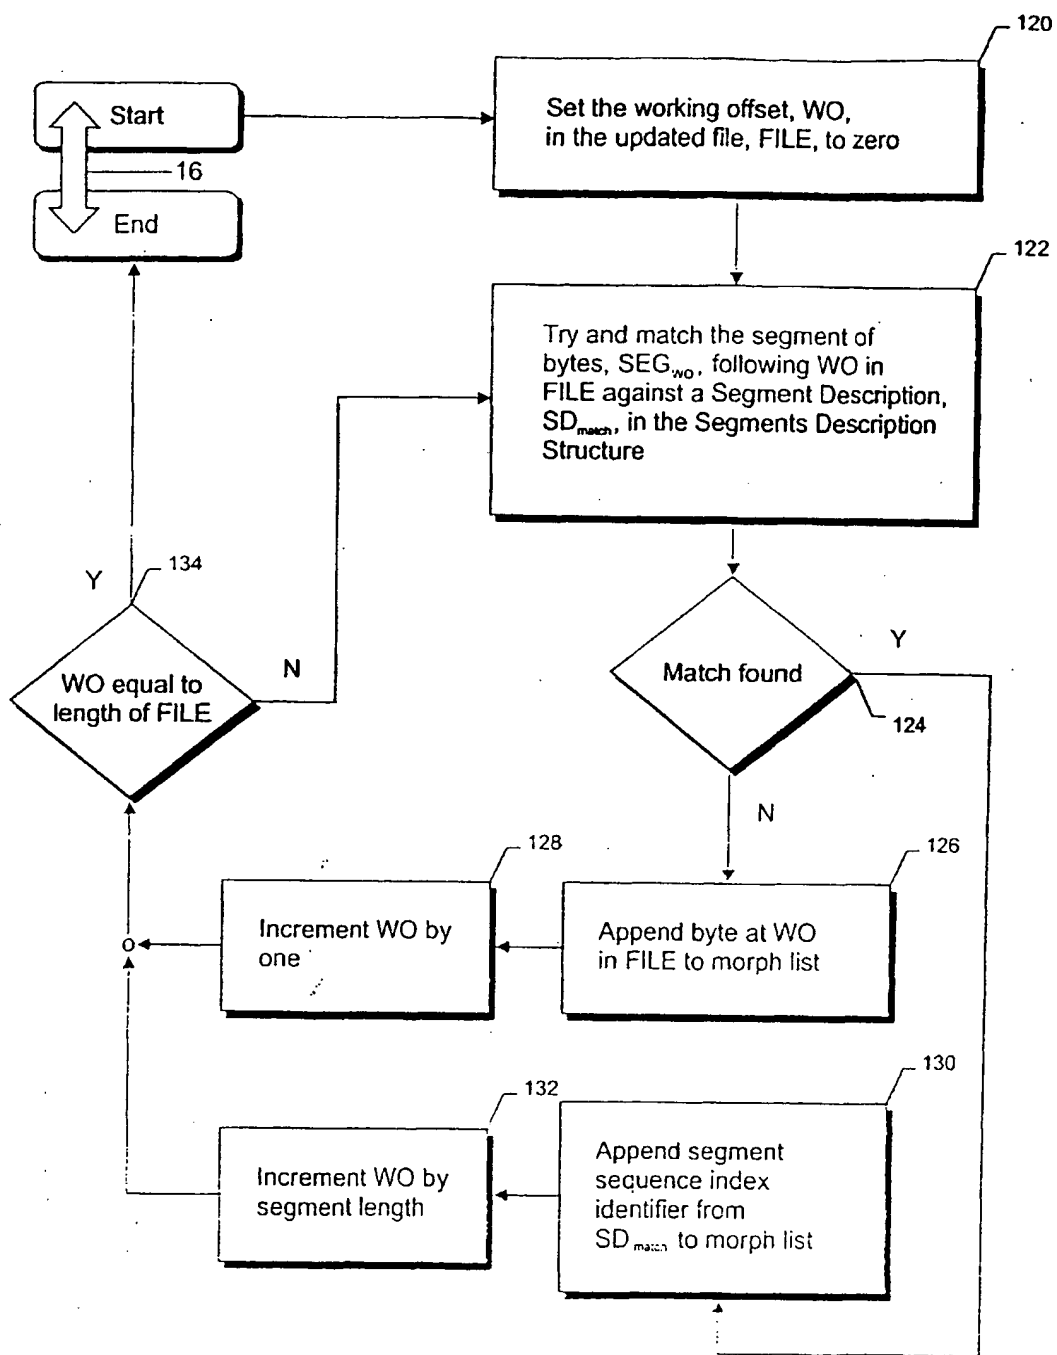 120
Start
16
End
Set the working offset, WO,
in the updated file, FILE, to zero
122
Try and match the segment of
bytes, SEGwo, following WO in
FILE against a Segment Description,
SDmatch, in the Segments Description
Structure
Y
134
WO equal to
length of FILE
N
Match found
Y
124
N
128
Increment WO by
one
126
Append byte at WO
in FILE to morph list
132
Increment WO by
segment length
130
Append segment
sequence index
identifier from
SDmatch to morph list